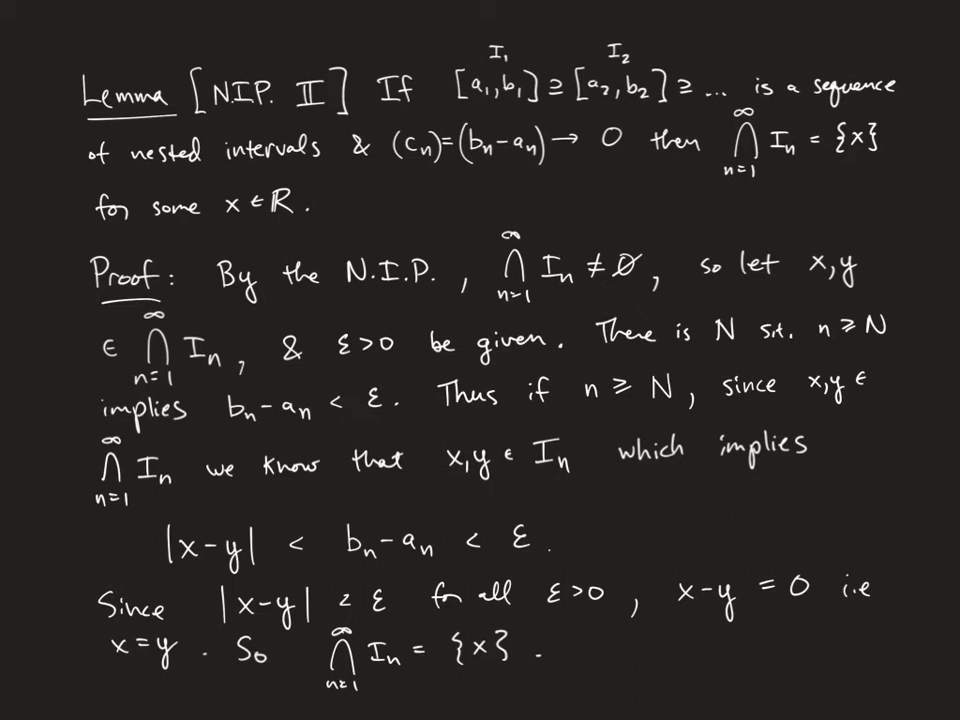 I₁ I₂
Lemma [N.I.P. II] If [a₁,b₁] ⊇ [a₂,b₂] ⊇ ... is a sequence
of nested intervals & (cₙ)=(bₙ-aₙ) → 0 then ∞⋂n=1 Iₙ = {x}
for some x ∈ ℝ.
Proof: By the N.I.P., ∞⋂n=1 Iₙ ≠ ∅, so let x,y
∈ ∞⋂n=1 Iₙ, & ε>0 be given. There is N s.t. n ≥ N
implies bₙ-aₙ < ε. Thus if n ≥ N, since x,y ∈
∞⋂n=1 Iₙ we know that x,y ∈ Iₙ which implies
|x-y| < bₙ-aₙ < ε.
Since |x-y| < ε for all ε>0, x-y = 0 i.e
x=y. So ∞⋂n=1 Iₙ = {x}.